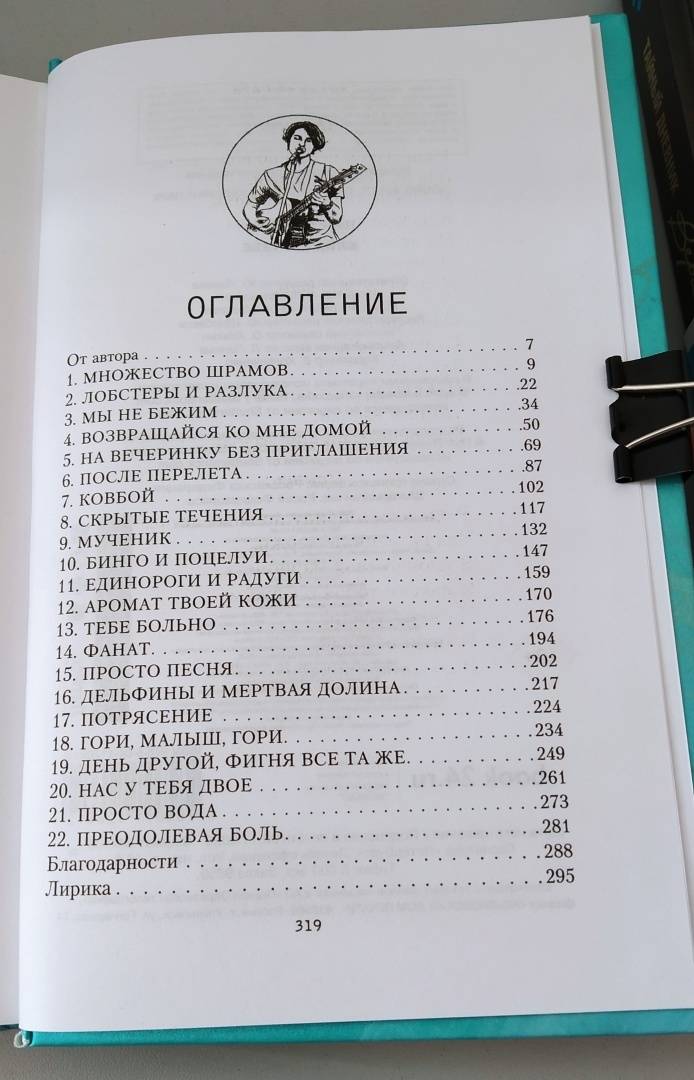 ОГЛАВЛЕНИЕ
От автора . . . . . . . . . . . . . . . . . . . . 7
1. МНОЖЕСТВО ШРАМОВ. . . . . . . . . . . . . . . . 9
2. ЛОБСТЕРЫ И РАЗЛУКА . . . . . . . . . . . . . . . .22
3. МЫ НЕ БЕЖИМ . . . . . . . . . . . . . . . . . . .34
4. ВОЗВРАЩАЙСЯ КО МНЕ ДОМОЙ . . . . . . . . . . . .50
5. НА ВЕЧЕРИНКУ БЕЗ ПРИГЛАШЕНИЯ . . . . . . . . . .69
6. ПОСЛЕ ПЕРЕЛЕТА. . . . . . . . . . . . . . . . . .87
7. КОВБОЙ . . . . . . . . . . . . . . . . . . . . 102
8. СКРЫТЫЕ ТЕЧЕНИЯ . . . . . . . . . . . . . . . . 117
9. МУЧЕНИК . . . . . . . . . . . . . . . . . . . . 132
10. БИНГО И ПОЦЕЛУИ. . . . . . . . . . . . . . . . 147
11. ЕДИНОРОГИ И РАДУГИ . . . . . . . . . . . . . . .159
12. АРОМАТ ТВОЕЙ КОЖИ . . . . . . . . . . . . . . . 170
13. ТЕБЕ БОЛЬНО . . . . . . . . . . . . . . . . . . 176
14. ФАНАТ. . . . . . . . . . . . . . . . . . . . . .194
15. ПРОСТО ПЕСНЯ. . . . . . . . . . . . . . . . . . 202
16. ДЕЛЬФИНЫ И МЕРТВАЯ ДОЛИНА. . . . . . . . . . . .217
17. ПОТРЯСЕНИЕ . . . . . . . . . . . . . . . . . . 224
18. ГОРИ, МАЛЫШ, ГОРИ. . . . . . . . . . . . . . . .234
19. ДЕНЬ ДРУГОЙ, ФИГНЯ ВСЕ ТА ЖЕ. . . . . . . . . . 249
20. НАС У ТЕБЯ ДВОЕ . . . . . . . . . . . . . . . . 261
21. ПРОСТО ВОДА . . . . . . . . . . . . . . . . . . 273
22. ПРЕОДОЛЕВАЯ БОЛЬ. . . . . . . . . . . . . . . . 281
Благодарности . . . . . . . . . . . . . . . . . . . 288
Лирика . . . . . . . . . . . . . . . . . . . . . . 295
319